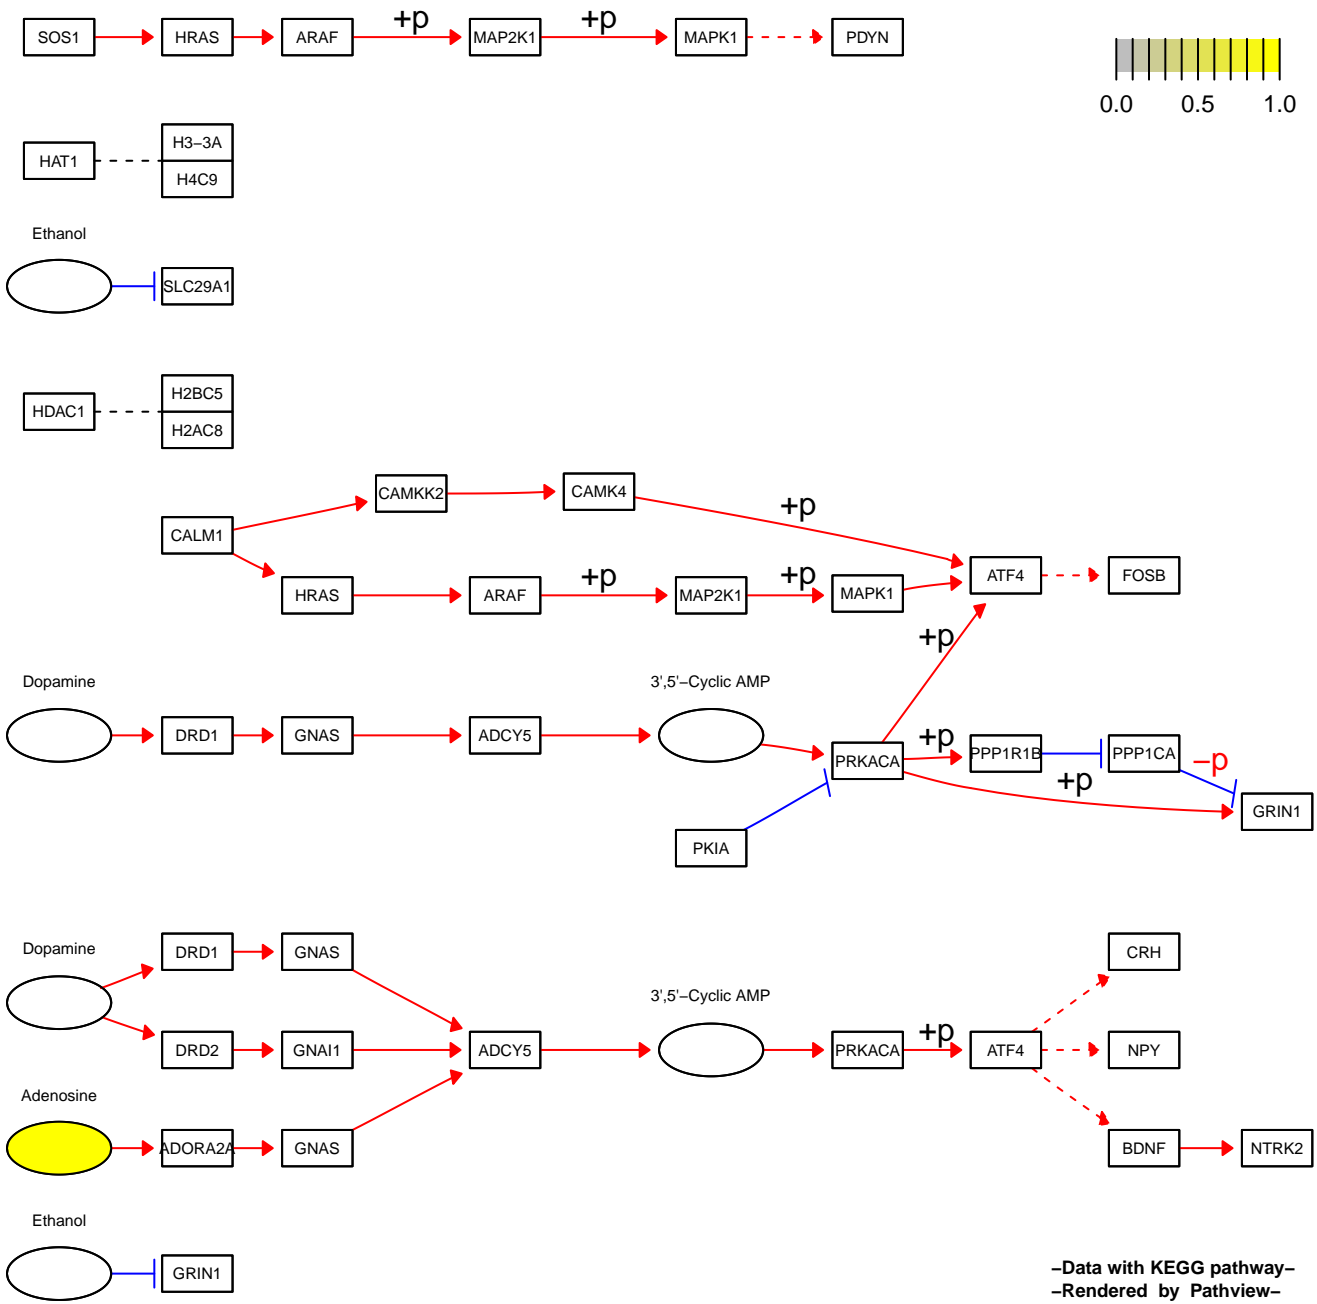 SOS1 HRAS ARAF +p MAP2K1 +p MAPK1 PDYN
0.0 0.5 1.0
HAT1 H3−3A
H4C9
Ethanol
SLC29A1
HDAC1 H2BC5
H2AC8
CAMKK2 CAMK4 +p
CALM1
HRAS ARAF +p MAP2K1 +p MAPK1 ATF4 FOSB
+p
Dopamine 3',5'−Cyclic AMP
DRD1 GNAS ADCY5 PRKACA +p PPP1R1B PPP1CA −p
+p
GRIN1
PKIA
Dopamine DRD1 GNAS CRH
3',5'−Cyclic AMP
DRD2 GNAI1 ADCY5 PRKACA +p ATF4 NPY
Adenosine
ADORA2A GNAS BDNF NTRK2
Ethanol
GRIN1
−Data with KEGG pathway−
−Rendered by Pathview−